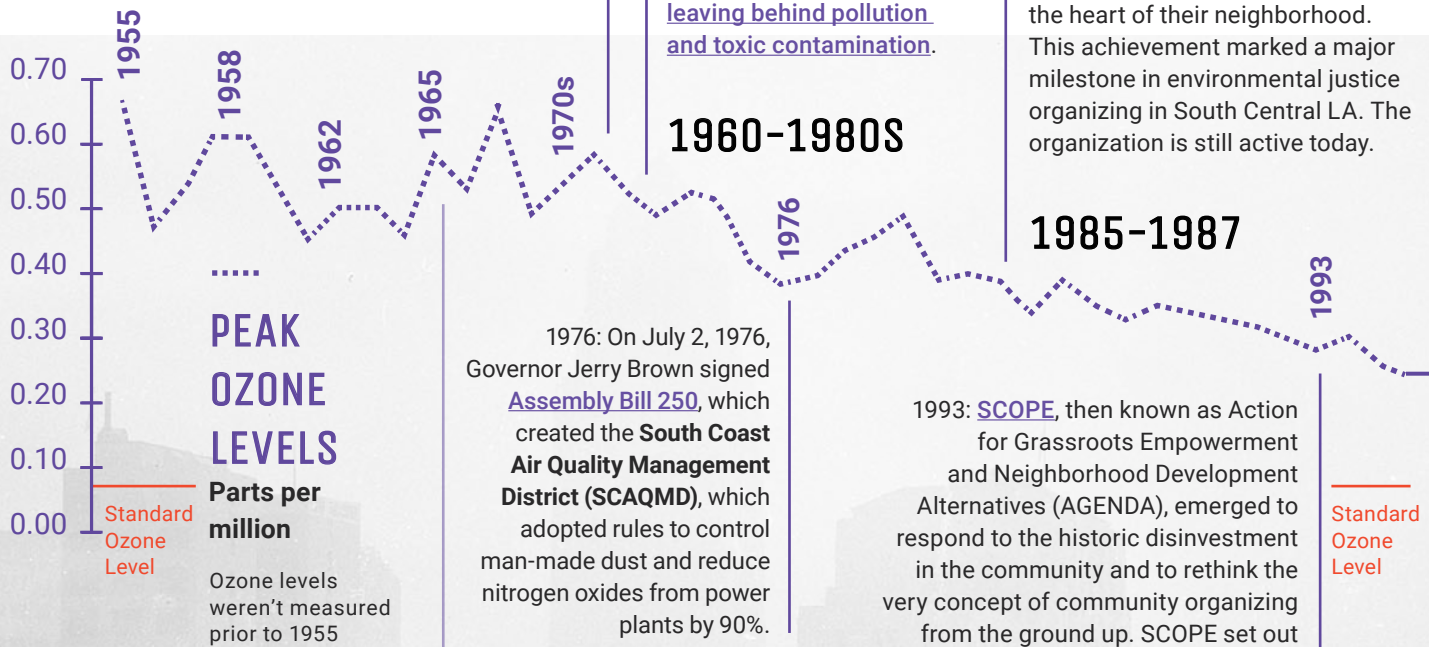 leaving behind pollution
and toxic contamination.
the heart of their neighborhood.
This achievement marked a major
milestone in environmental justice
organizing in South Central LA. The
organization is still active today.
1955
1958
1962
1965
1970s
1976
1993
0.70
0.60
0.50
0.40
0.30
0.20
0.10
0.00
1960–1980S
1985–1987
PEAK
OZONE
LEVELS
Parts per
million
Ozone levels
weren't measured
prior to 1955
Standard
Ozone
Level
1976: On July 2, 1976,
Governor Jerry Brown signed
Assembly Bill 250, which
created the South Coast
Air Quality Management
District (SCAQMD), which
adopted rules to control
man-made dust and reduce
nitrogen oxides from power
plants by 90%.
1993: SCOPE, then known as Action
for Grassroots Empowerment
and Neighborhood Development
Alternatives (AGENDA), emerged to
respond to the historic disinvestment
in the community and to rethink the
very concept of community organizing
from the ground up. SCOPE set out
Standard
Ozone
Level